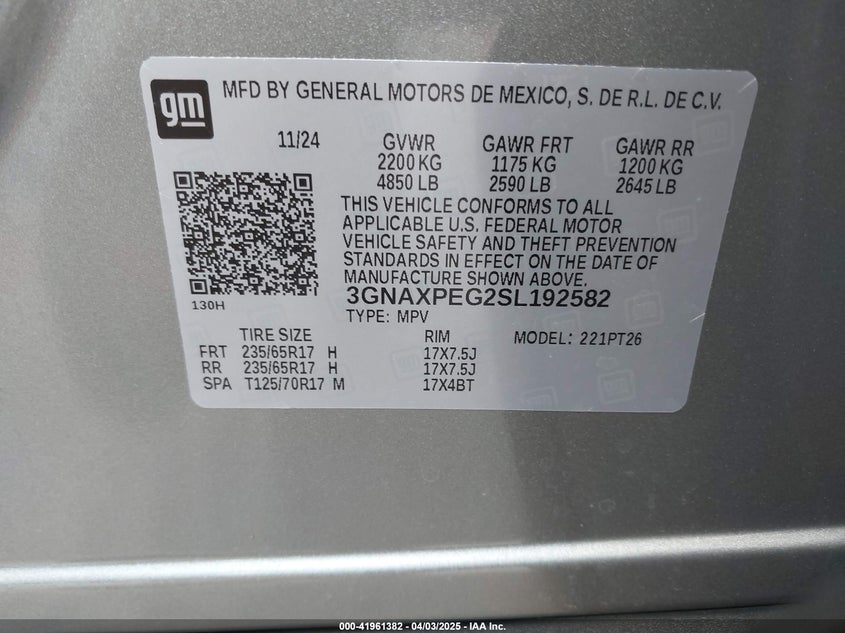 gm
MFD BY GENERAL MOTORS DE MEXICO, S. DE R.L. DE C.V.
11/24 GVWR GAWR FRT GAWR RR
2200 KG 1175 KG 1200 KG
4850 LB 2590 LB 2645 LB
THIS VEHICLE CONFORMS TO ALL
APPLICABLE U.S. FEDERAL MOTOR
VEHICLE SAFETY AND THEFT PREVENTION
STANDARDS IN EFFECT ON THE DATE OF
MANUFACTURE SHOWN ABOVE.
130H
3GNAXPEG2SL192582
TYPE: MPV
TIRE SIZE RIM MODEL: 221PT26
FRT 235/65R17 H 17X7.5J
RR 235/65R17 H 17X7.5J
SPA T125/70R17 M 17X4BT
000-41961382 - 04/03/2025 - IAA Inc.